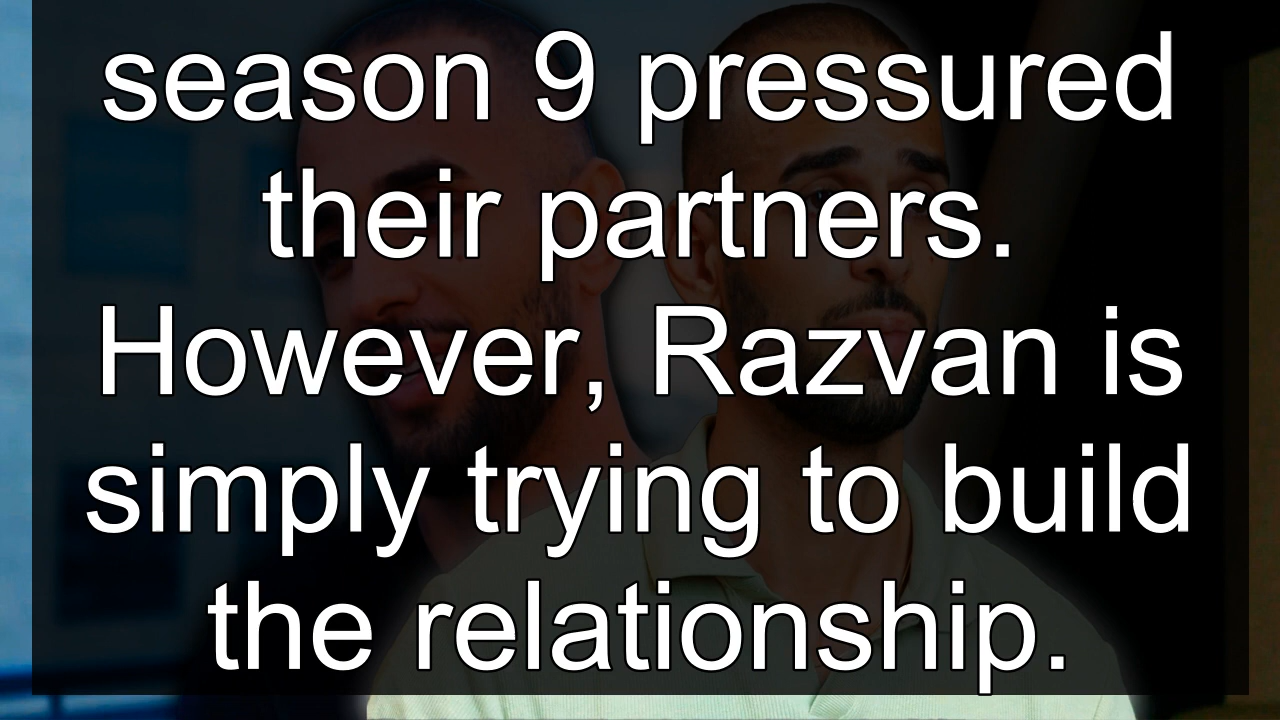 season 9 pressured
their partners.
However, Razvan is
simply trying to build
the relationship.